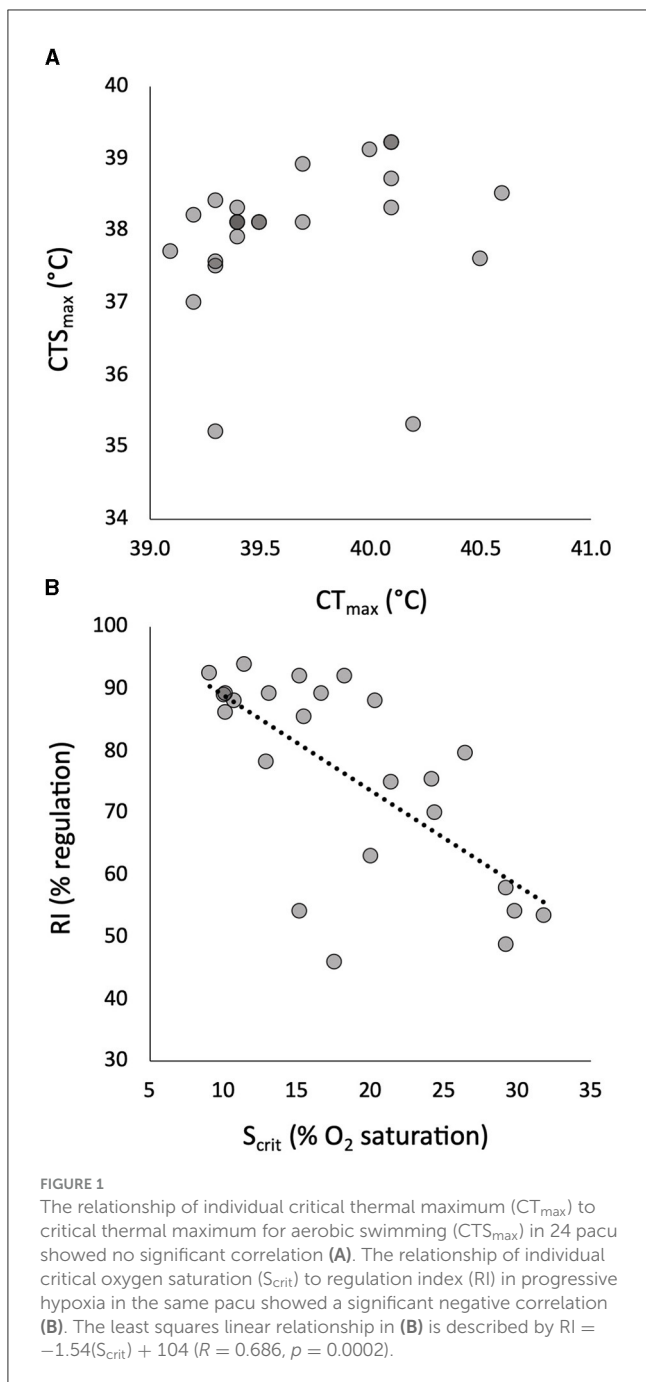 A
40
39
38
37
36
35
34
CTSmax (°C)
39.0 39.5 40.0 40.5 41.0
CTmax (°C)
B
100
90
80
70
60
50
40
30
RI (% regulation)
5 10 15 20 25 30 35
Scrit (% O2 saturation)
FIGURE 1
The relationship of individual critical thermal maximum (CTmax) to
critical thermal maximum for aerobic swimming (CTSmax) in 24 pacu
showed no significant correlation (A). The relationship of individual
critical oxygen saturation (Scrit) to regulation index (RI) in progressive
hypoxia in the same pacu showed a significant negative correlation
(B). The least squares linear relationship in (B) is described by RI =
−1.54(Scrit) + 104 (R = 0.686, p = 0.0002).